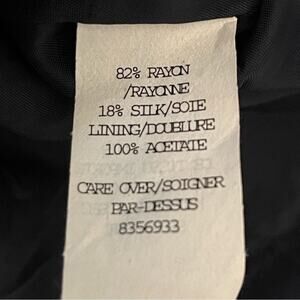 82% RAYON
/RAYONNE
18% SILK/SOIE
LINING/DOUBLURE
100% ACETATE
CARE OVER/SOIGNER
PAR-DESSUS
8356933